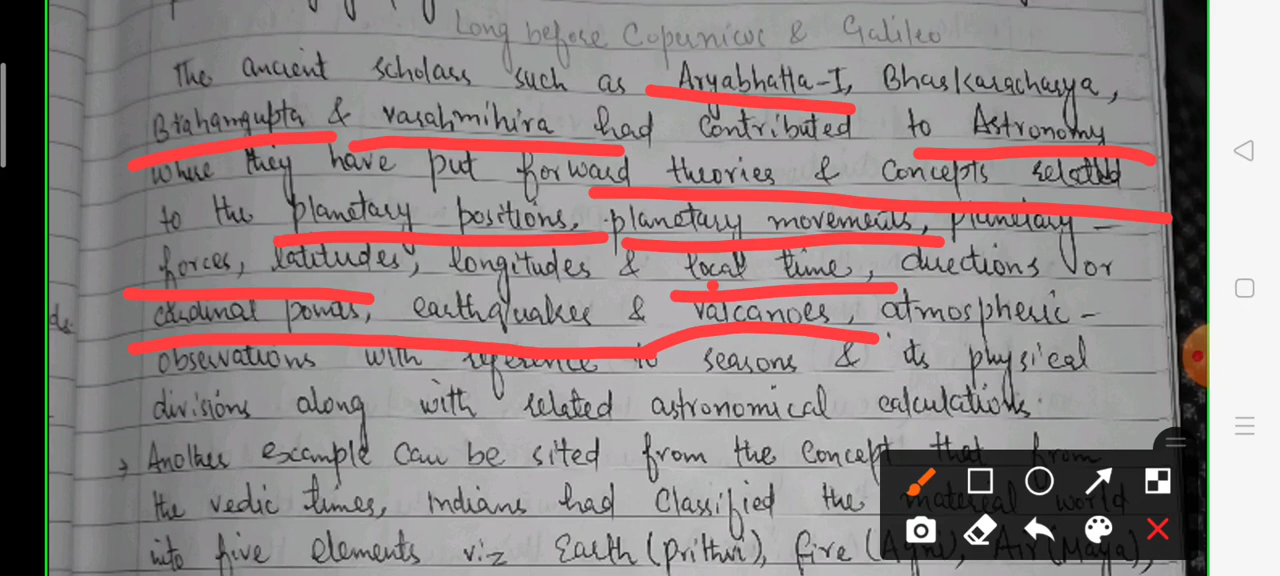 Long before Copernicus & Galileo
The ancient scholars such as Aryabhatta-I, Bhaskaracharya,
Brahamgupta & varahmihira had contributed to Astronomy
where they have put forward theories & Concepts related
to the planetary positions, planetary movements, planetary -
forces, latitudes, longitudes & local time, directions or
cardinal powers, earthquakes & valcanoes, atmospheric -
observations with reference to seasons & its physical
divisions along with related astronomical calculations.
→ Another example can be sited from the concept that from
the vedic times, Indians had Classified the material world
into five elements viz Earth (prithvi), fire (Agni), Air (Maya),